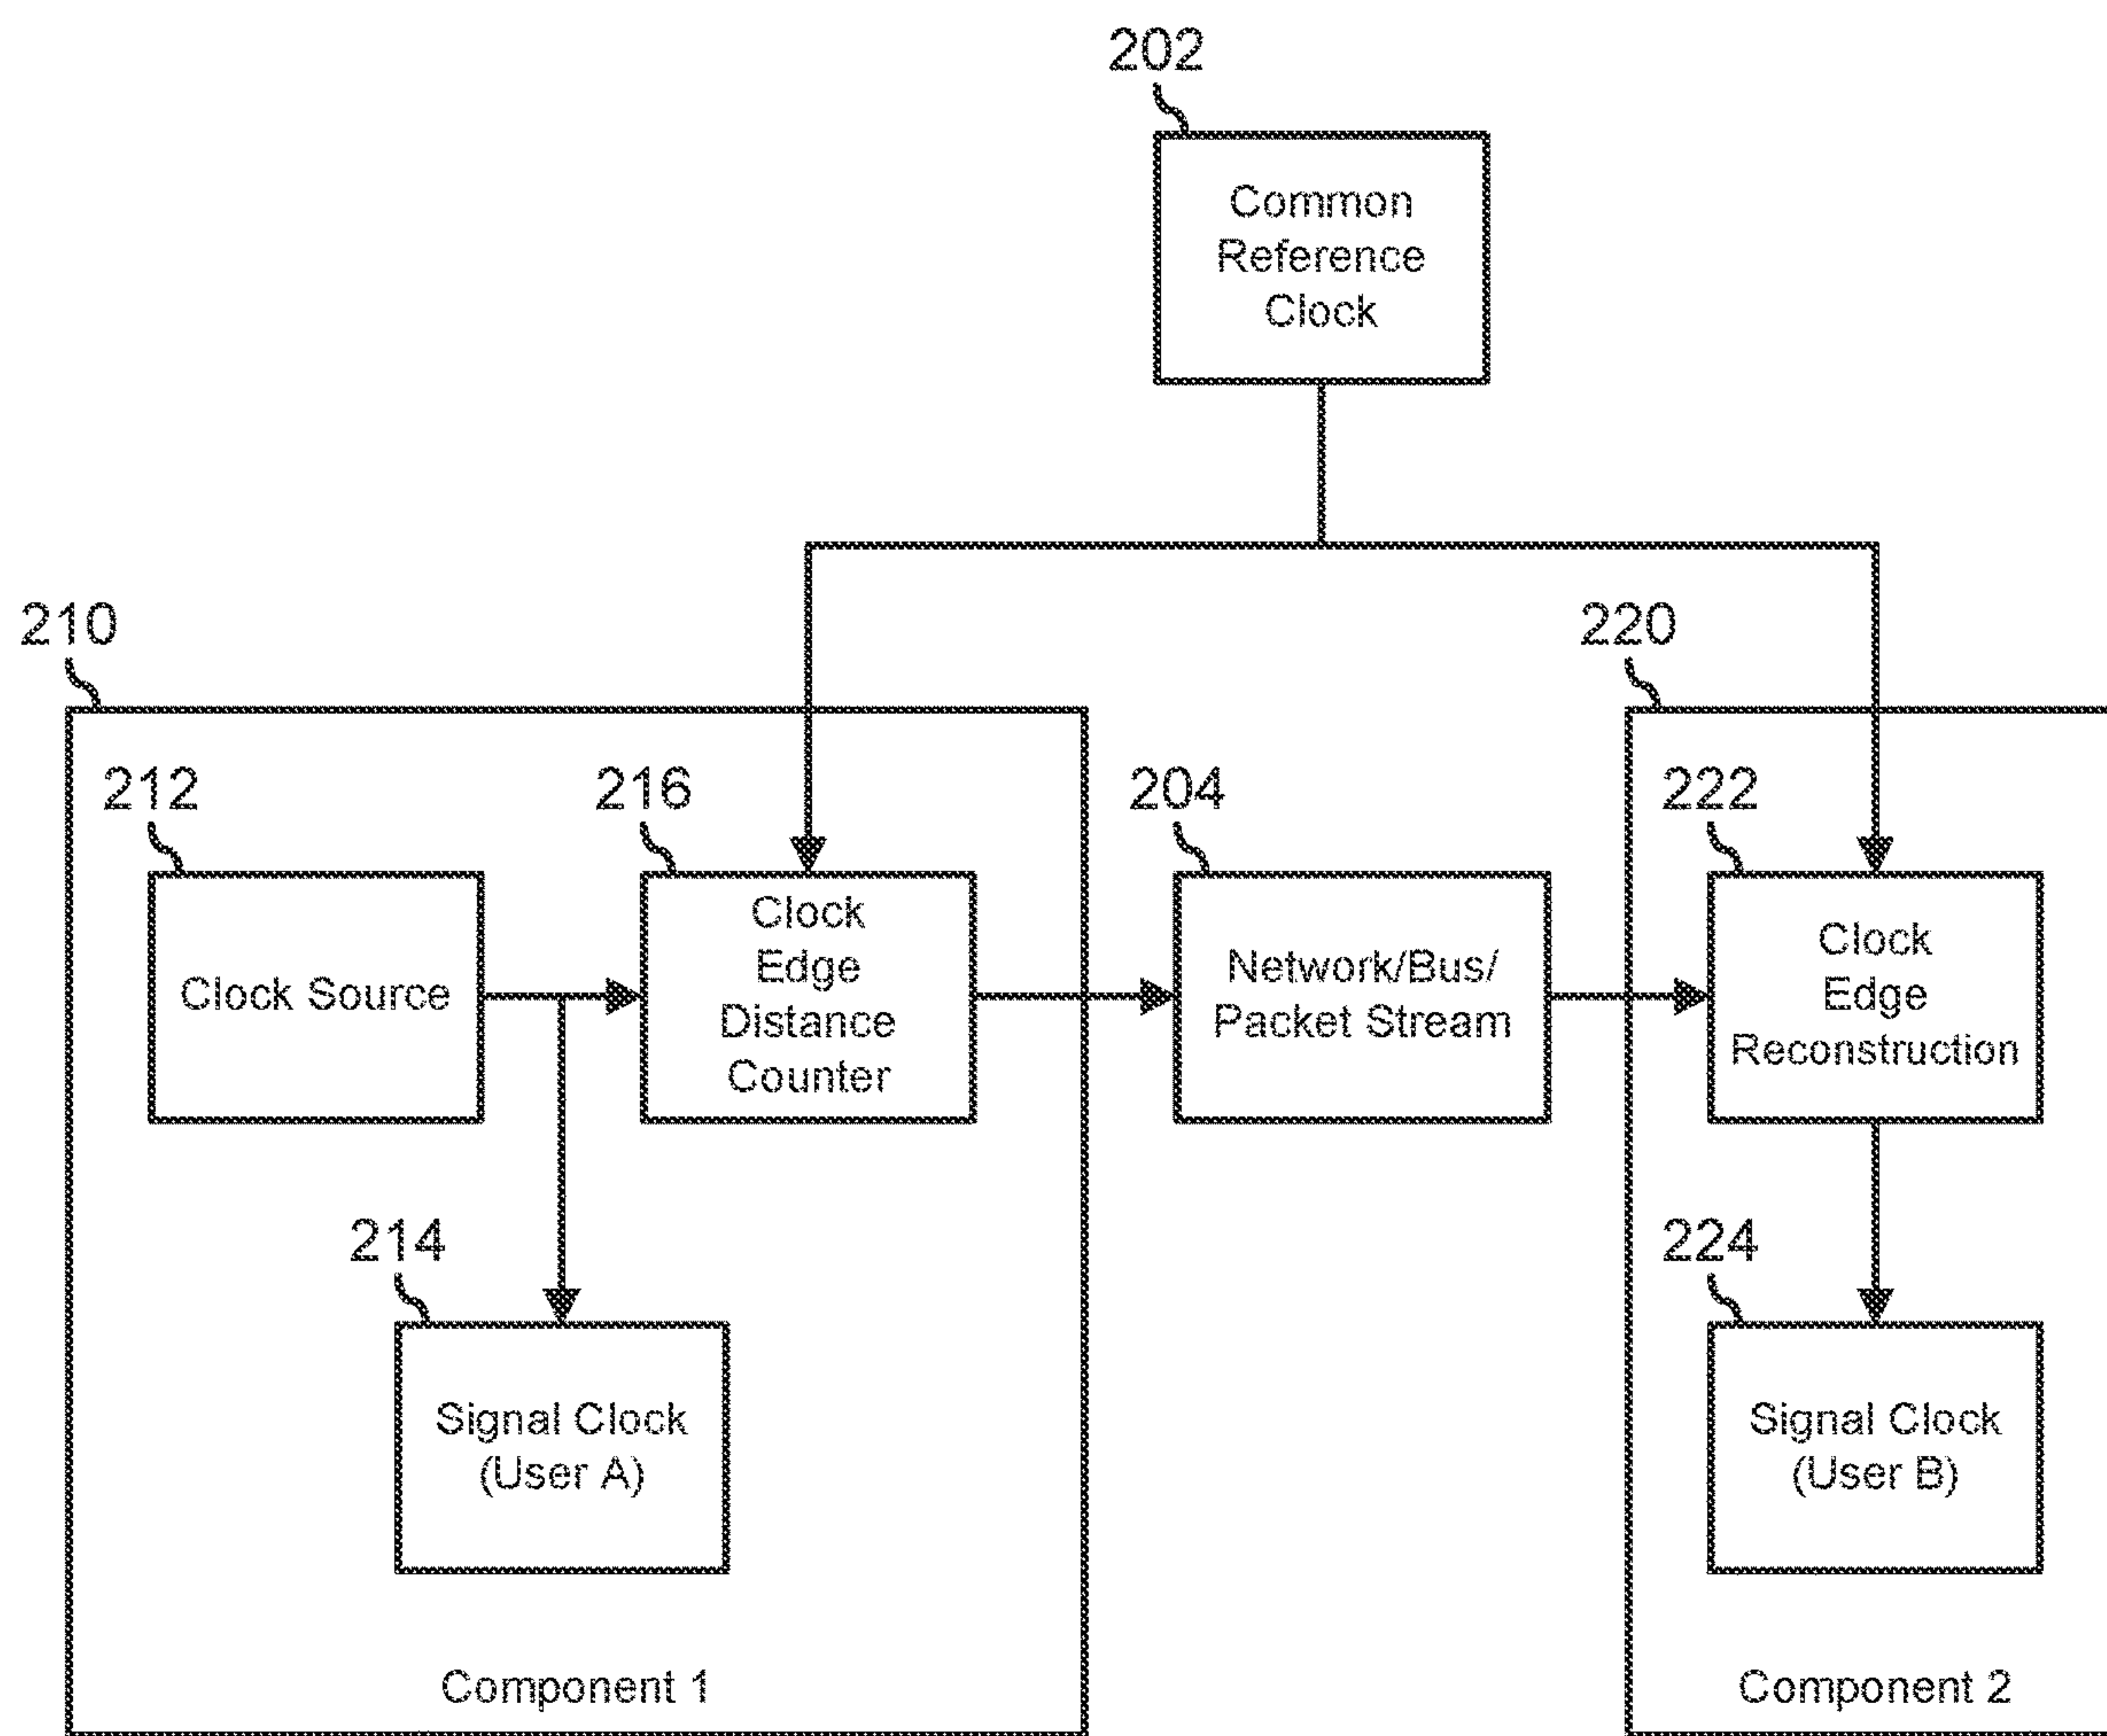 202
Common
Reference
Clock
210
220
212
216
204
222
Clock Source
Clock
Edge
Distance
Counter
Network/Bus/
Packet Stream
Clock
Edge
Reconstruction
214
224
Signal Clock
(User A)
Signal Clock
(User B)
Component 1
Component 2